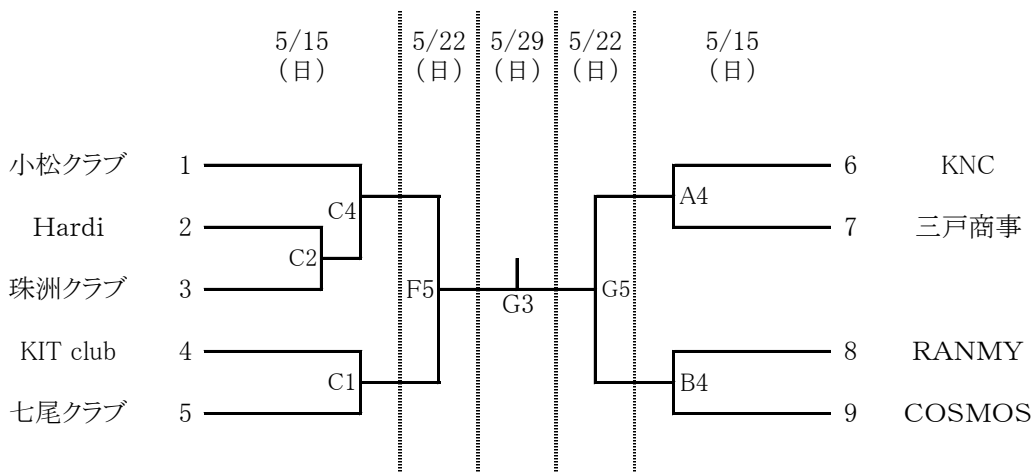 5/15 5/22 5/29 5/22 5/15
(日) (日) (日) (日) (日)
小松クラブ 1 6 KNC
C4 A4
Hardi 2 7 三戸商事
C2
珠洲クラブ 3 F5 G3 G5
KIT club 4 8 RANMY
C1 B4
七尾クラブ 5 9 COSMOS